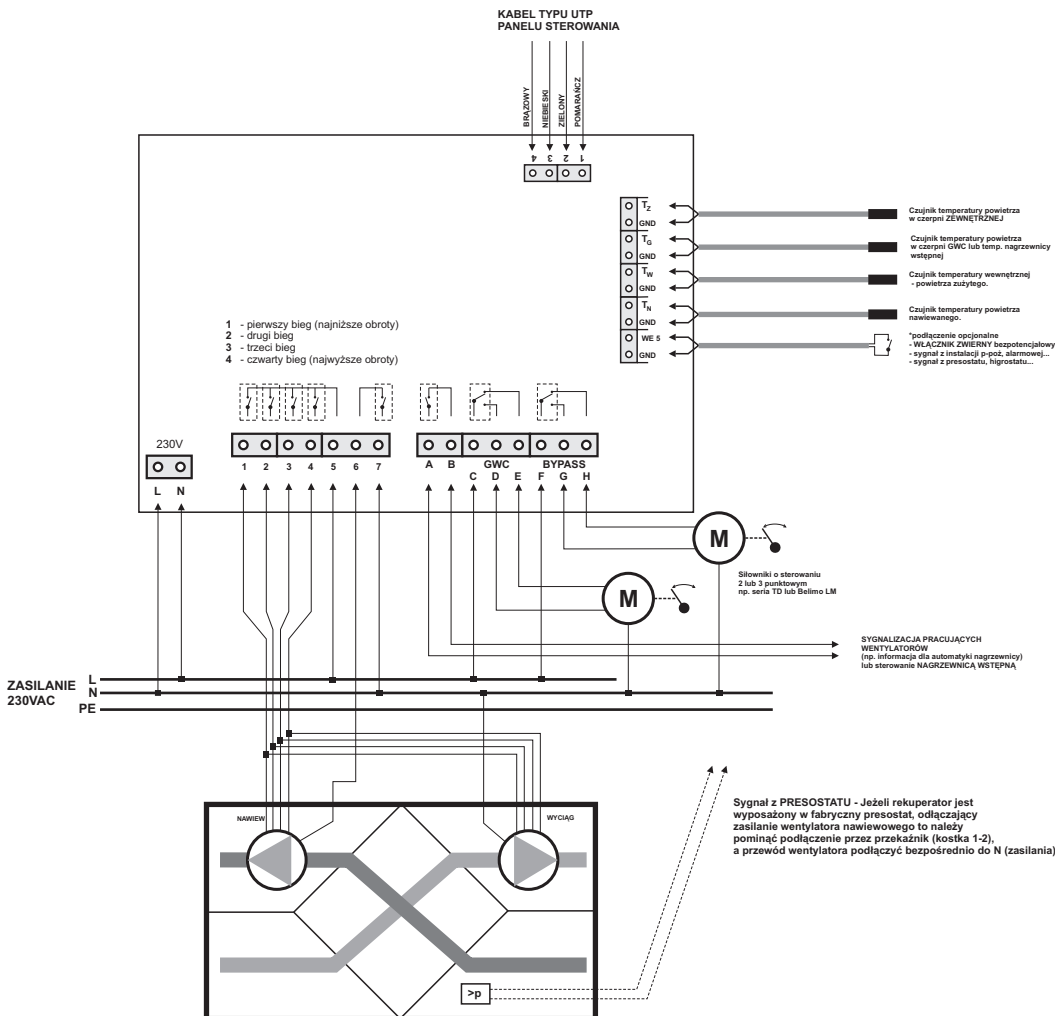 KABEL TYPU UTP
PANELU STEROWANIA
BRĄZOWY
NIEBIESKI
ZIELONY
POMARAŃCZ
4 3 2 1
TZ
GND
TG
GND
TW
GND
TN
GND
WE 5
GND
Czujnik temperatury powietrza
w czerpni ZEWNĘTRZNEJ
Czujnik temperatury powietrza
w czerpni GWC lub temp. nagrzewnicy
wstępnej
Czujnik temperatury wewnętrznej
- powietrza zużytego.
Czujnik temperatury powietrza
nawiewanego.
*podłączenie opcjonalne
- WŁĄCZNIK ZWIERNY bezpotencjałowy
- sygnał z instalacji p-poż, alarmowej...
- sygnał z presostatu, higrostatu...
1 - pierwszy bieg (najniższe obroty)
2 - drugi bieg
3 - trzeci bieg
4 - czwarty bieg (najwyższe obroty)
230V
L N
1 2 3 4 5 6 7
A B
GWC
C D E
BYPASS
F G H
M
M
Siłowniki o sterowaniu
2 lub 3 punktowym
np. seria TD lub Belimo LM
SYGNALIZACJA PRACUJĄCYCH
WENTYLATORÓW
(np. informacja dla automatyki nagrzewnicy)
lub sterowanie NAGRZEWNICĄ WSTĘPNĄ
ZASILANIE
230VAC
L
N
PE
NAWIEW
WYCIĄG
>p
Sygnał z PRESOSTATU - Jeżeli rekuperator jest
wyposażony w fabryczny presostat, odłączający
zasilanie wentylatora nawiewowego to należy
pominąć podłączenie przez przekaźnik (kostka 1-2),
a przewód wentylatora podłączyć bezpośrednio do N (zasilania)